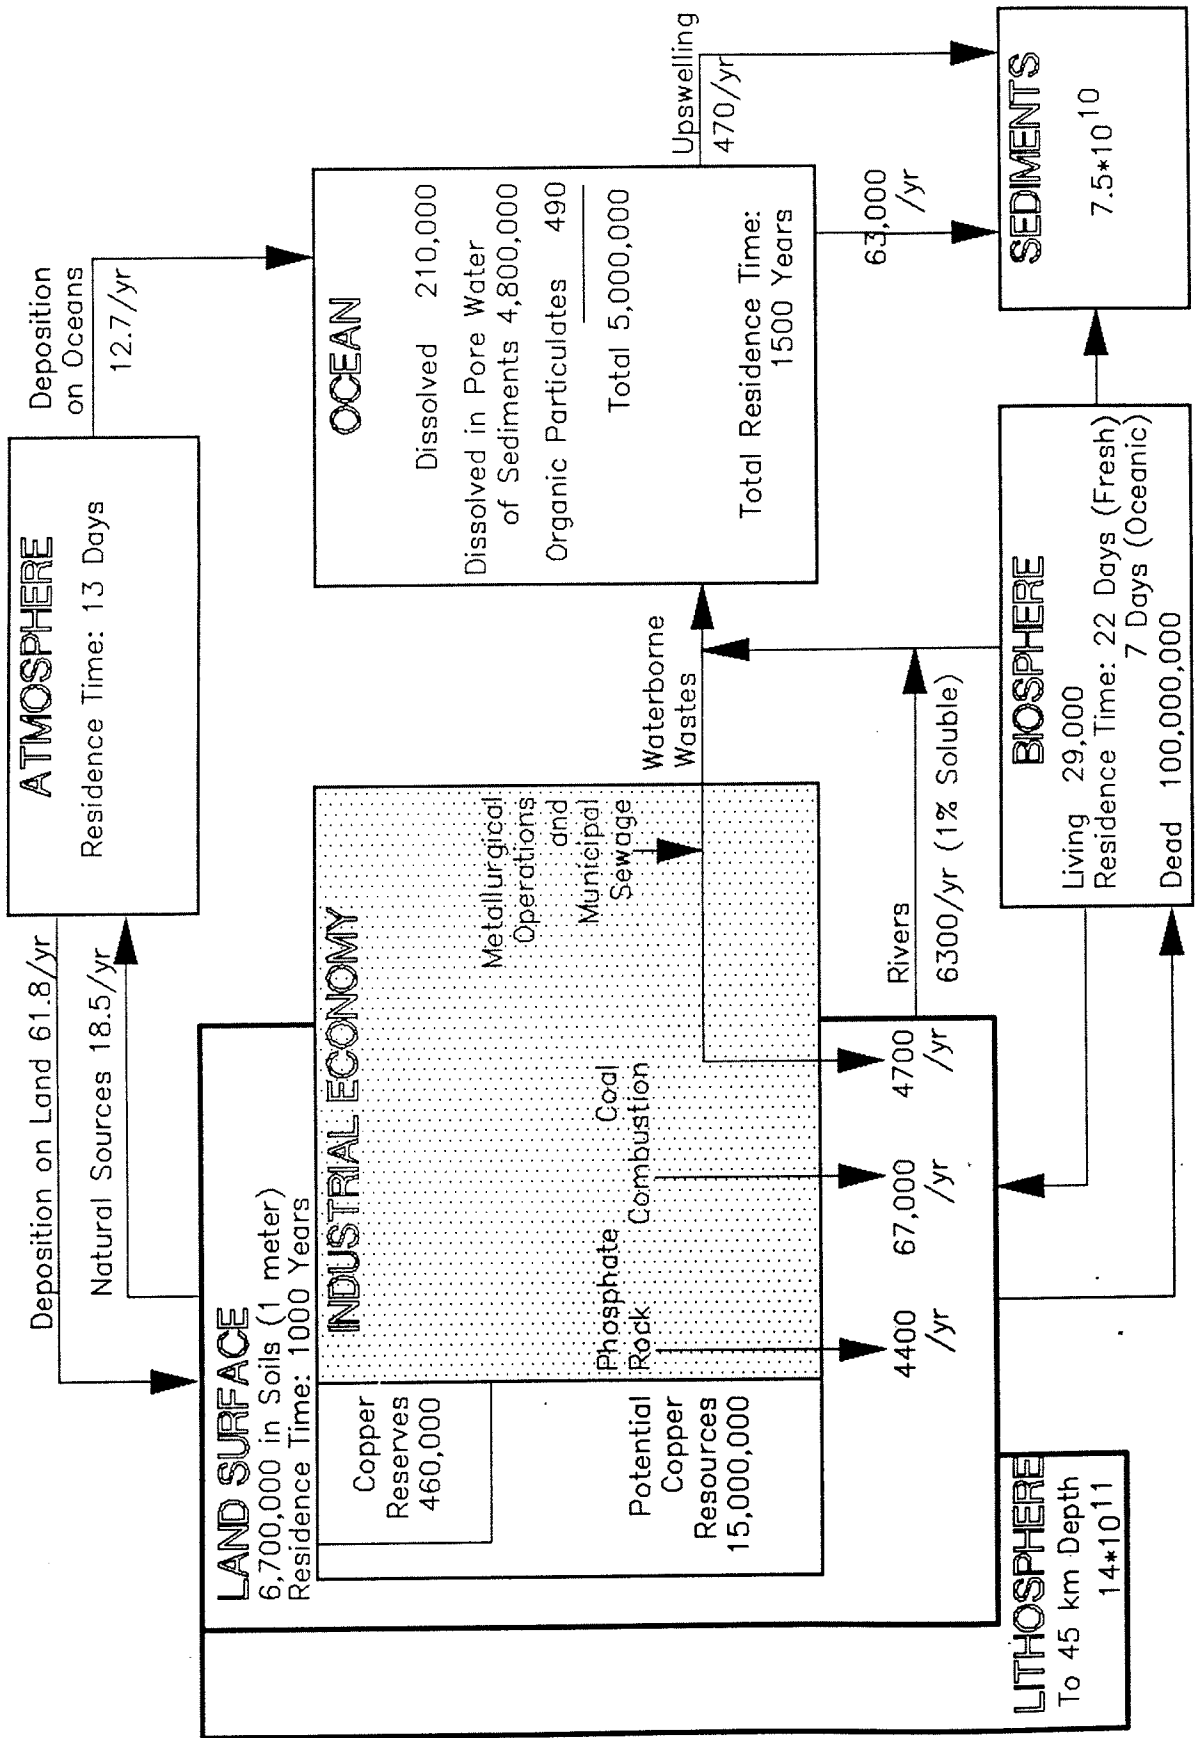 ATMOSPHERE
Residence Time: 13 Days
Deposition on Land 61.8/yr
Natural Sources 18.5/yr
Deposition
on Oceans
12.7/yr
LAND SURFACE
6,700,000 in Soils (1 meter)
Residence Time: 1000 Years
Copper
Reserves
460,000
Potential
Copper
Resources
15,000,000
INDUSTRIAL ECONOMY
Metallurgical
Operations
and
Municipal
Sewage
Phosphate
Rock
Coal
Combustion
4400
/yr
67,000
/yr
4700
/yr
Waterborne
Wastes
Rivers
6300/yr (1% Soluble)
OCEAN
Dissolved 210,000
Dissolved in Pore Water
of Sediments 4,800,000
Organic Particulates 490
Total 5,000,000
Total Residence Time:
1500 Years
Upswelling
470/yr
63,000
/yr
LITHOSPHERE
To 45 km Depth
14*10^11
BIOSPHERE
Living 29,000
Residence Time: 22 Days (Fresh)
7 Days (Oceanic)
Dead 100,000,000
SEDIMENTS
7.5*10^10